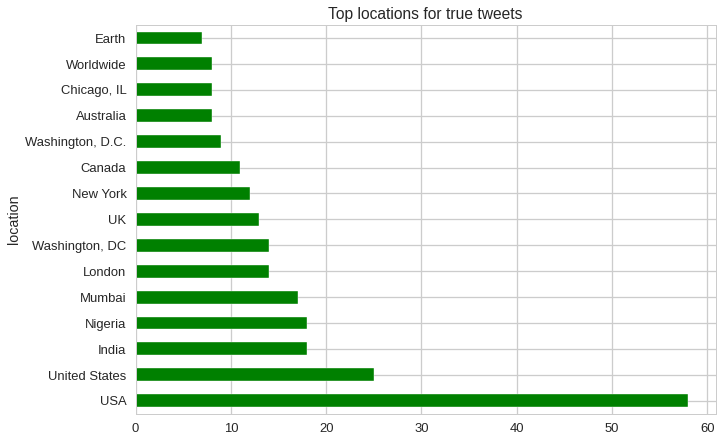 Top locations for true tweets
Earth
Worldwide
Chicago, IL
Australia
Washington, D.C.
Canada
New York
UK
Washington, DC
London
Mumbai
Nigeria
India
United States
USA
location
0 10 20 30 40 50 60